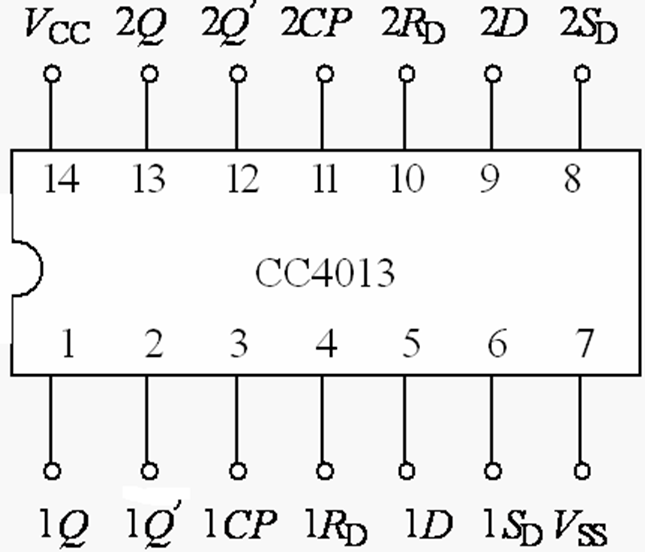 VCC 2Q 2Q′ 2CP 2RD 2D 2SD
14 13 12 11 10 9 8
CC4013
1 2 3 4 5 6 7
1Q 1Q′ 1CP 1RD 1D 1SD VSS